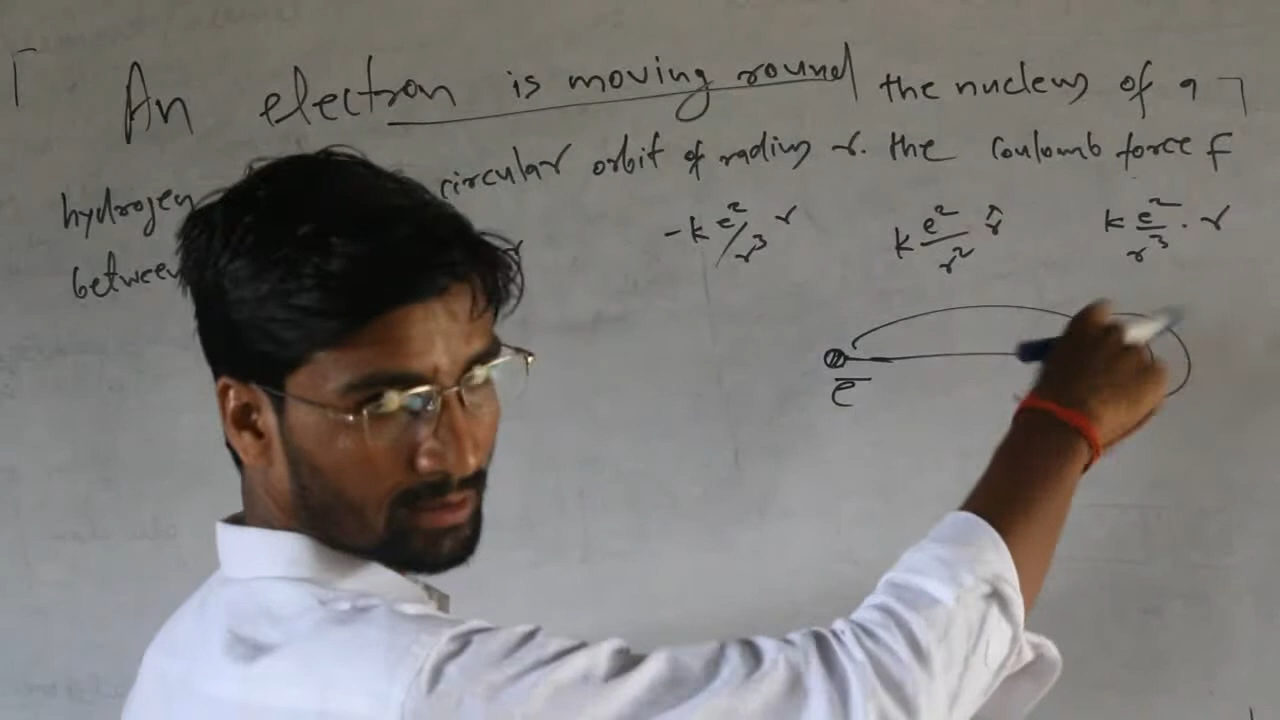 An electron is moving round the nucleus of a
hydrogen circular orbit of radius r. the Coulomb force F
between -k e²/r³ r k e²/r² r̂ k e²/r³ . r
e̅